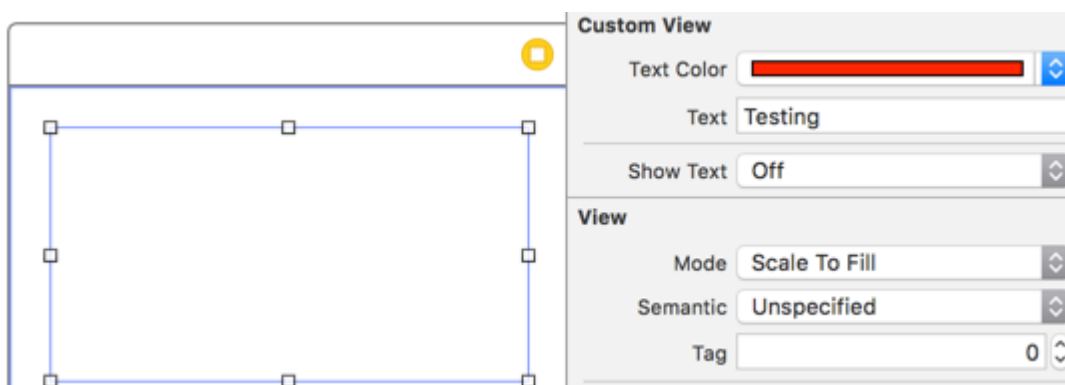 Custom View
Text Color
Text Testing
Show Text Off
View
Mode Scale To Fill
Semantic Unspecified
Tag 0